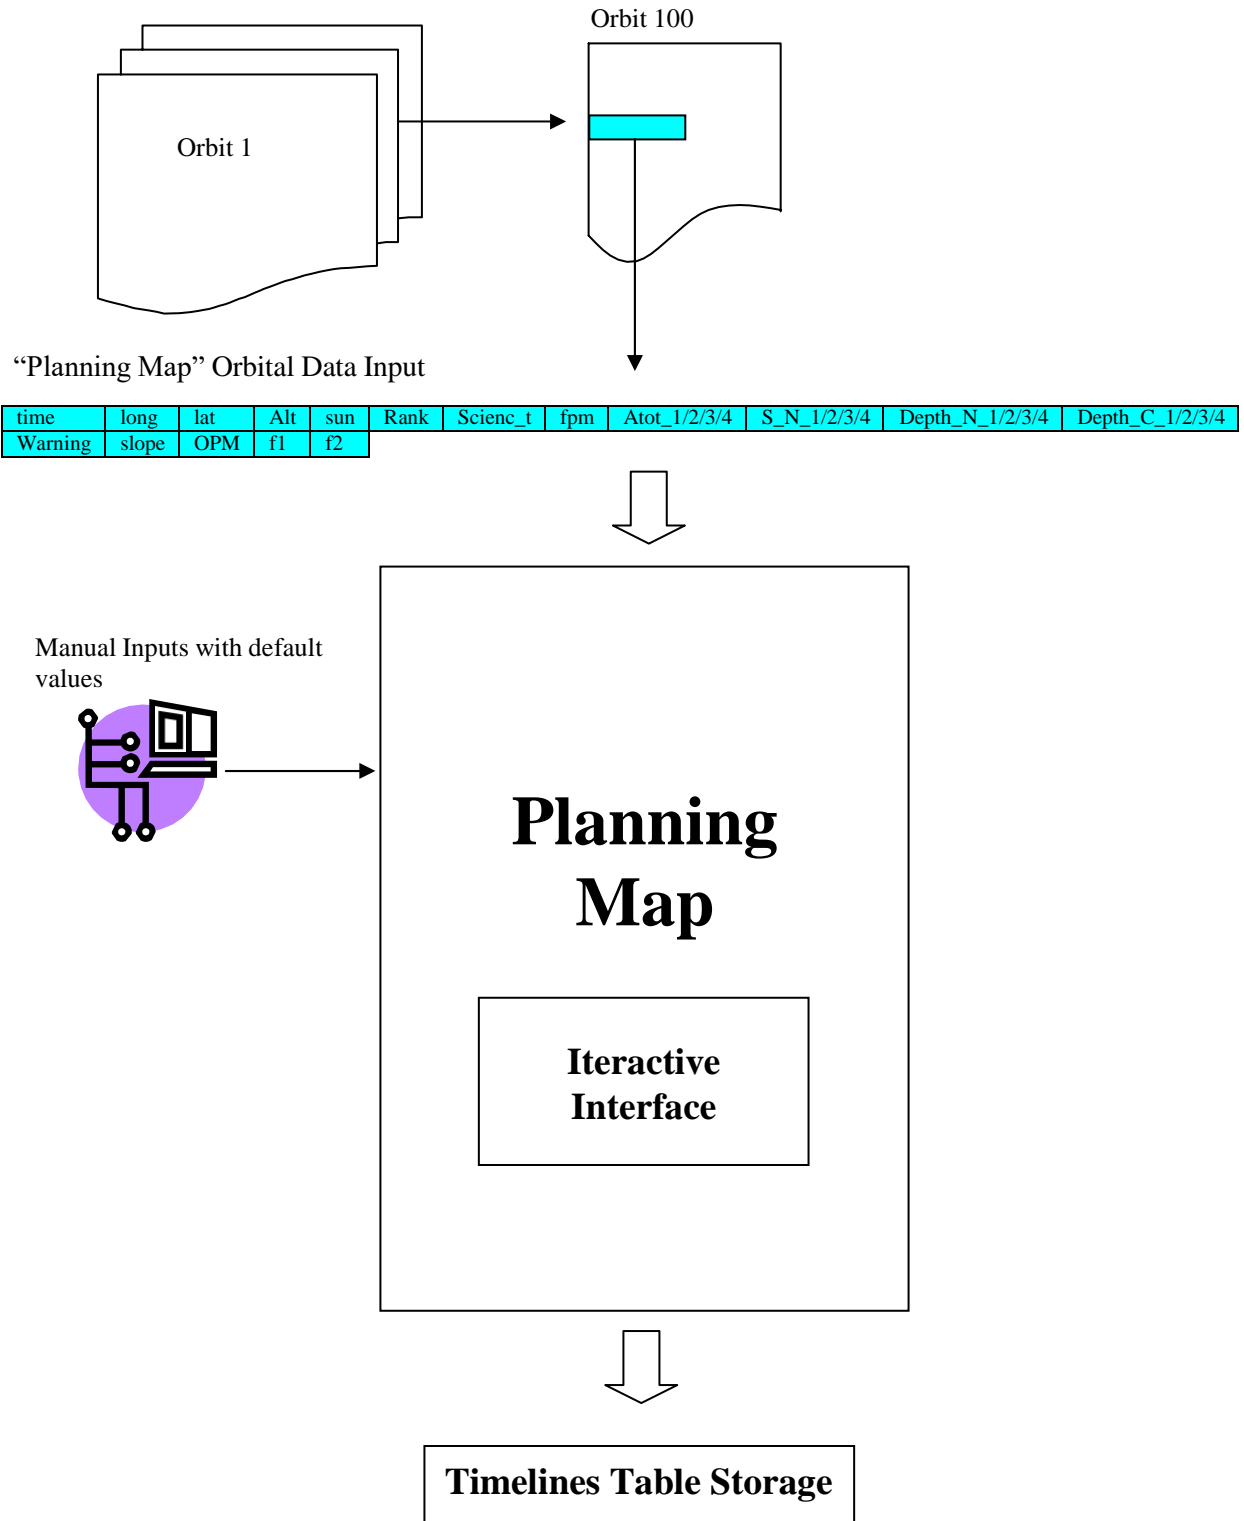 Orbit 100
Orbit 1
“Planning Map” Orbital Data Input
time long lat Alt sun Rank Scienc_t fpm Atot_1/2/3/4 S_N_1/2/3/4 Depth_N_1/2/3/4 Depth_C_1/2/3/4
Warning slope OPM f1 f2
Manual Inputs with default
values
Planning
Map
Iteractive
Interface
Timelines Table Storage